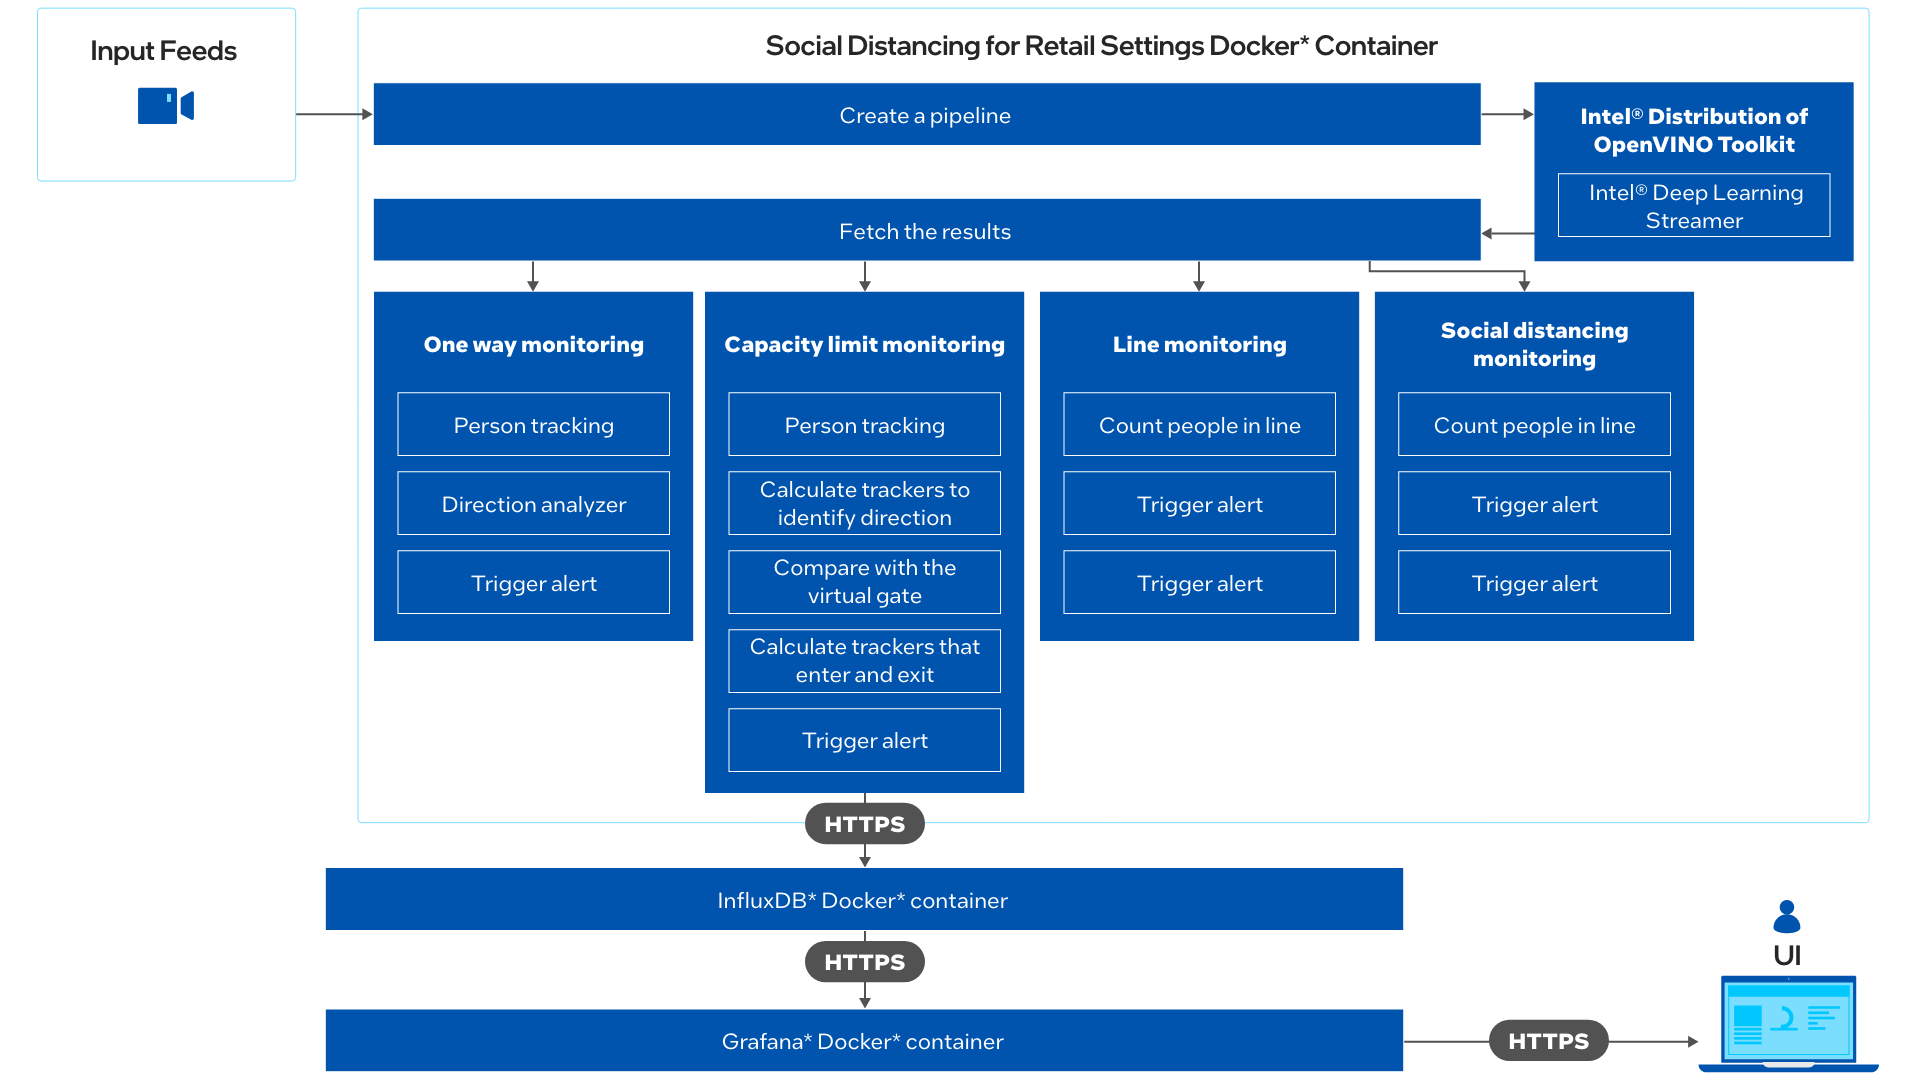 Input Feeds
Social Distancing for Retail Settings Docker* Container
Create a pipeline
Intel® Distribution of
OpenVINO Toolkit
Intel® Deep Learning
Streamer
Fetch the results
One way monitoring
Person tracking
Direction analyzer
Trigger alert
Capacity limit monitoring
Person tracking
Calculate trackers to
identify direction
Compare with the
virtual gate
Calculate trackers that
enter and exit
Trigger alert
Line monitoring
Count people in line
Trigger alert
Trigger alert
Social distancing
monitoring
Count people in line
Trigger alert
Trigger alert
HTTPS
InfluxDB* Docker* container
HTTPS
Grafana* Docker* container
HTTPS
UI